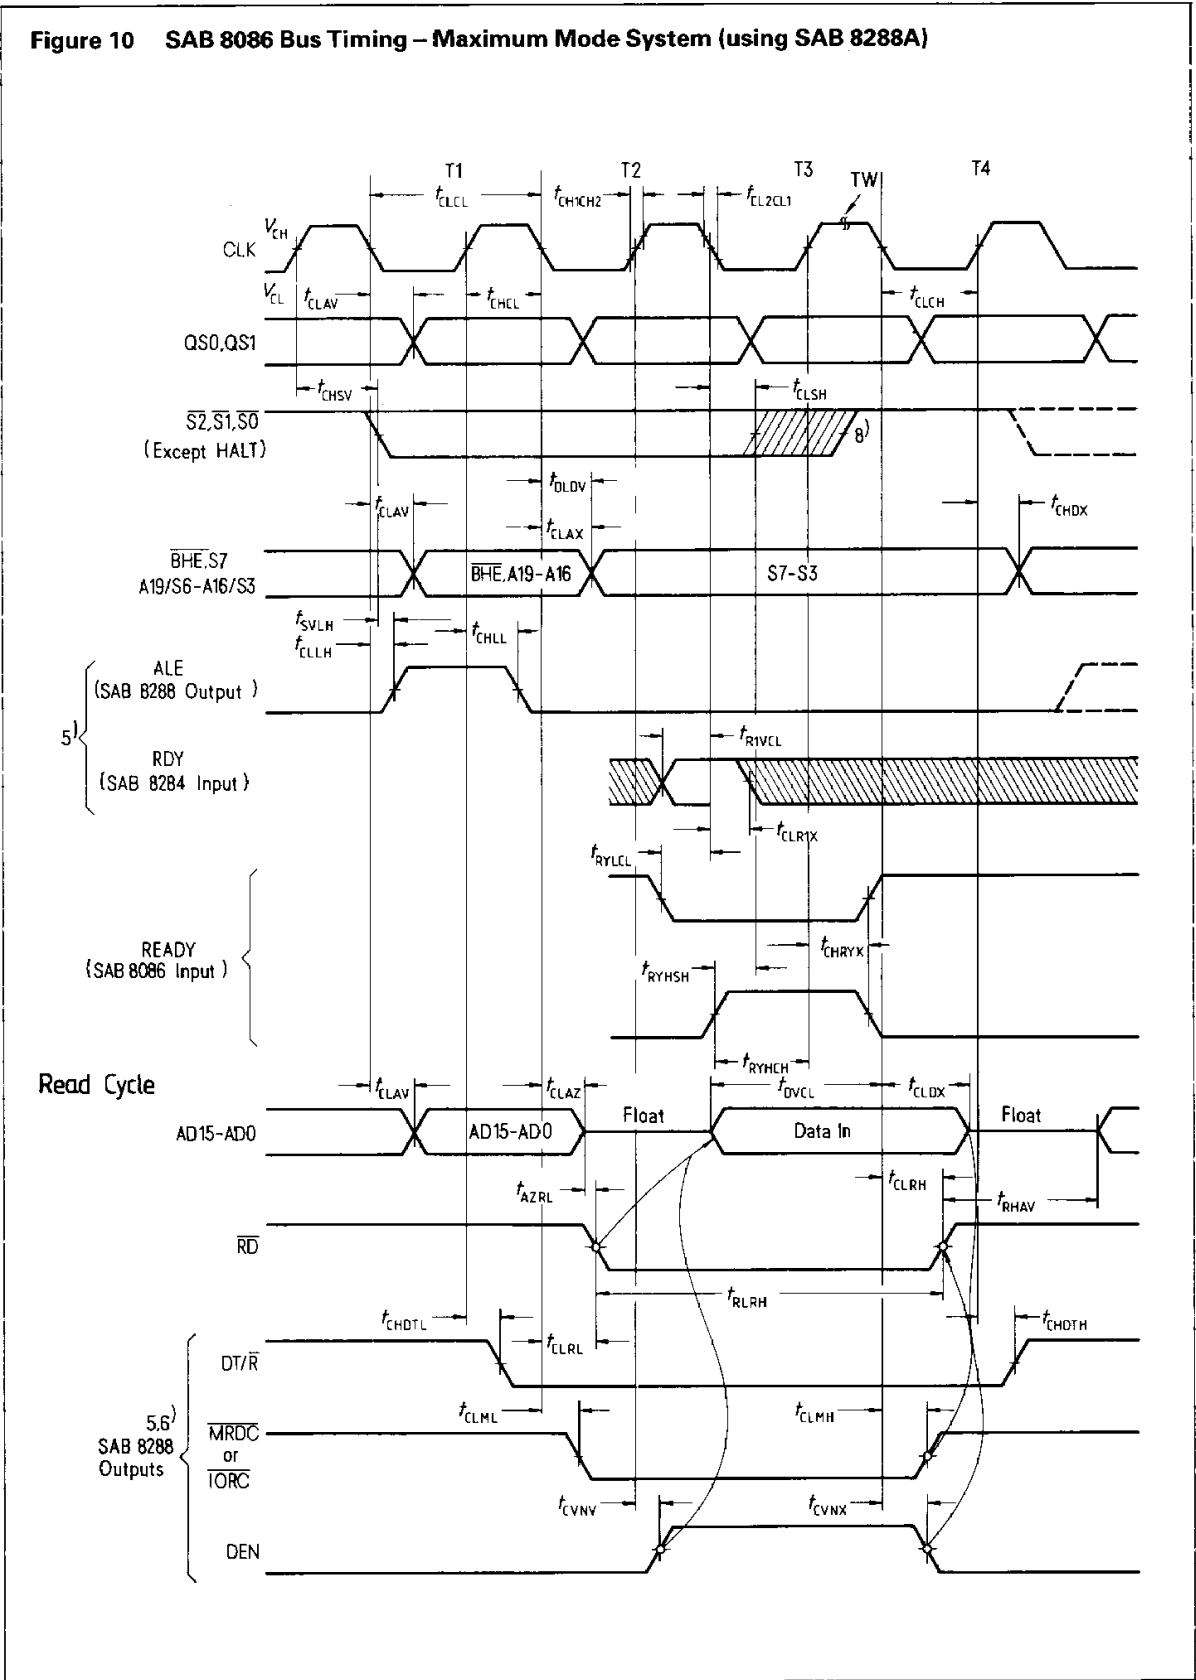 Figure 10 SAB 8086 Bus Timing – Maximum Mode System (using SAB 8288A)
T1 T2 T3 T4
TW
tCLCL tCH1CH2 tCL2CL1
VCH
CLK
VCL
tCLAV tCHCL tCLCH
QS0,QS1
tCHSV tCLSH
S2,S1,S0
(Except HALT)
8)
tDLDV
tCLAV tCLAX tCHDX
BHE,S7
A19/S6-A16/S3
BHE,A19-A16 S7-S3
tSVLH
tCLLH tCHLL
ALE
(SAB 8288 Output )
5)
tR1VCL
RDY
(SAB 8284 Input)
tCLR1X
tRYLCL
READY
(SAB 8086 Input )
tCHRYX
tRYHSH
tRYHCH
Read Cycle
tCLAV tCLAZ tDVCL tCLDX
AD15-AD0
AD15-AD0 Float Data In Float
tAZRL tCLRH tRHAV
RD
tRLRH
tCHDTL tCLRL tCHDTH
DT/R
tCLML tCLMH
5,6)
SAB 8288
Outputs
MRDC
or
IORC
tCVNV tCVNX
DEN